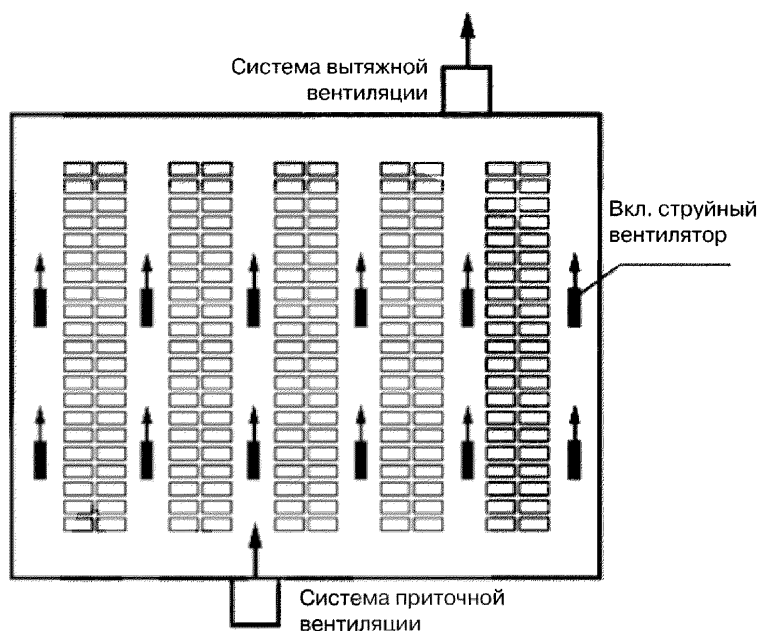 Система вытяжной
вентиляции
Вкл. струйный
вентилятор
Система приточной
вентиляции